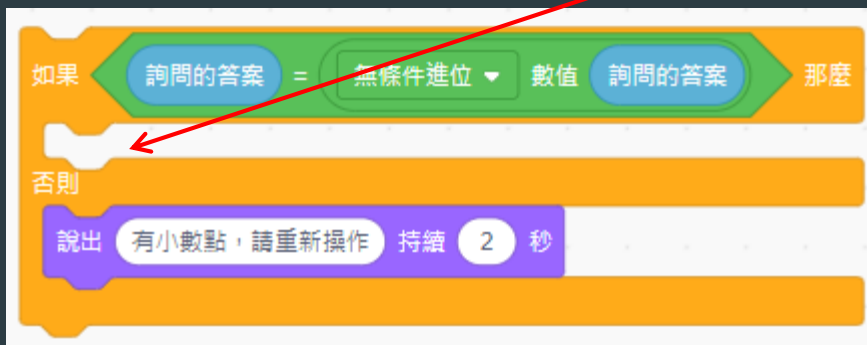 如果 詢問的答案 = 無條件進位 數值 詢問的答案 那麼
否則
說出 有小數點，請重新操作 持續 2 秒